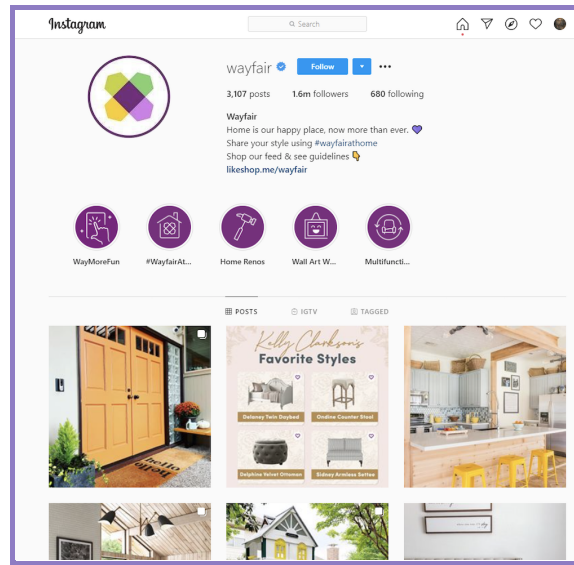 Instagram
Search
wayfair
Follow
3,107 posts 1.6m followers 680 following
Wayfair
Home is our happy place, now more than ever. 💜
Share your style using #wayfairathome
Shop our feed & see guidelines 👇
likeshop.me/wayfair
WayMoreFun #WayfairAt... Home Renos Wall Art W... Multifuncti...
POSTS IGTV TAGGED
Kelly Clarkson's
Favorite Styles
Delaney Twin Daybed Ondine Counter Stool
Delphine Velvet Ottoman Sidney Armless Settee
hello
hello